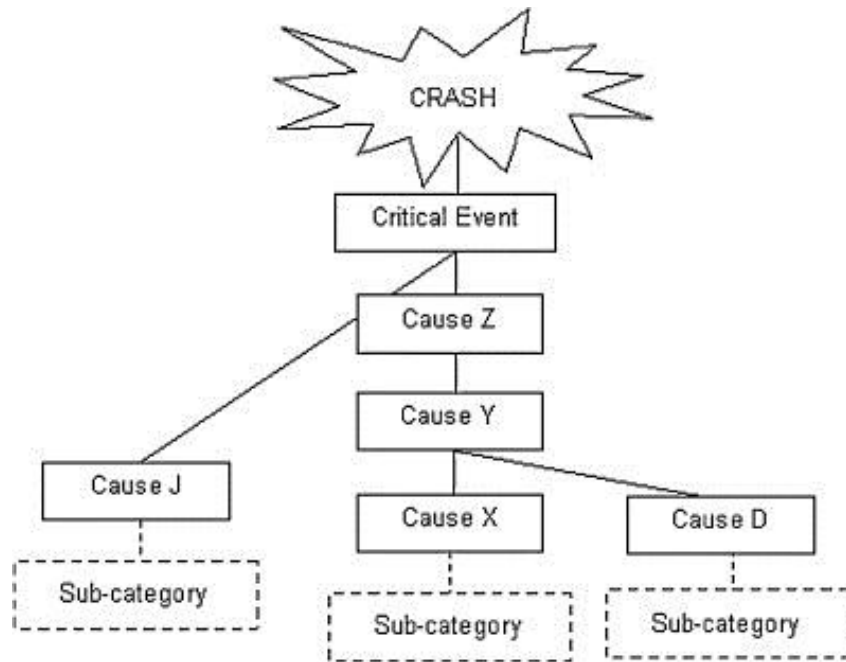 CRASH
Critical Event
Cause Z
Cause Y
Cause J
Cause X
Cause D
Sub-category
Sub-category
Sub-category